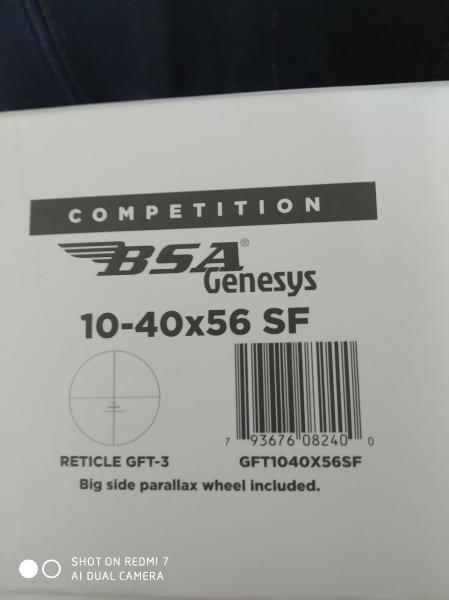 COMPETITION
BSA®
Genesys
10-40x56 SF
7 93676 08240 0
RETICLE GFT-3
GFT1040X56SF
Big side parallax wheel included.
SHOT ON REDMI 7
AI DUAL CAMERA